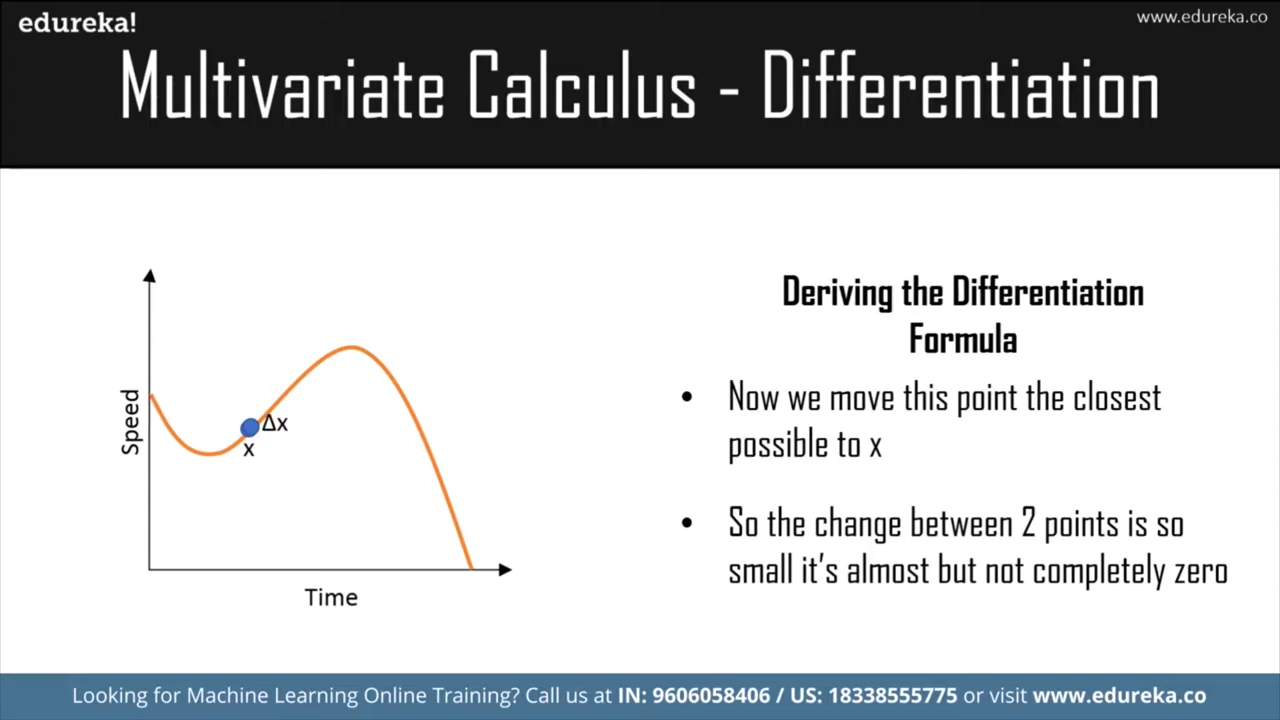 edureka!
www.edureka.co
Multivariate Calculus - Differentiation
Deriving the Differentiation
Formula
• Now we move this point the closest
possible to x
• So the change between 2 points is so
small it's almost but not completely zero
Speed
Δx
x
Time
Looking for Machine Learning Online Training? Call us at IN: 9606058406 / US: 18338555775 or visit www.edureka.co